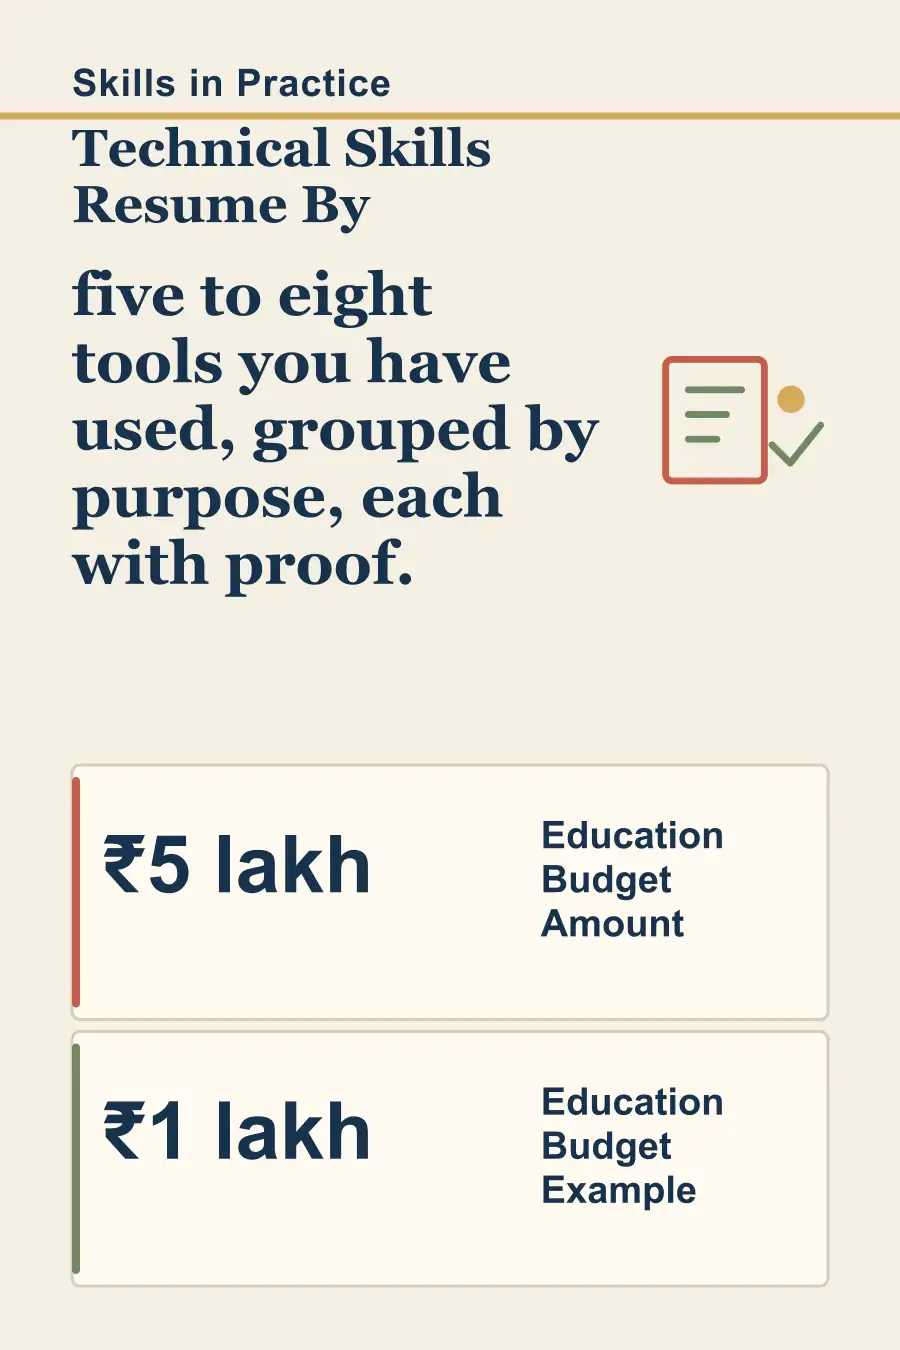 Skills in Practice
Technical Skills
Resume By
five to eight
tools you have
used, grouped by
purpose, each
with proof.
₹5 lakh
Education
Budget
Amount
₹1 lakh
Education
Budget
Example